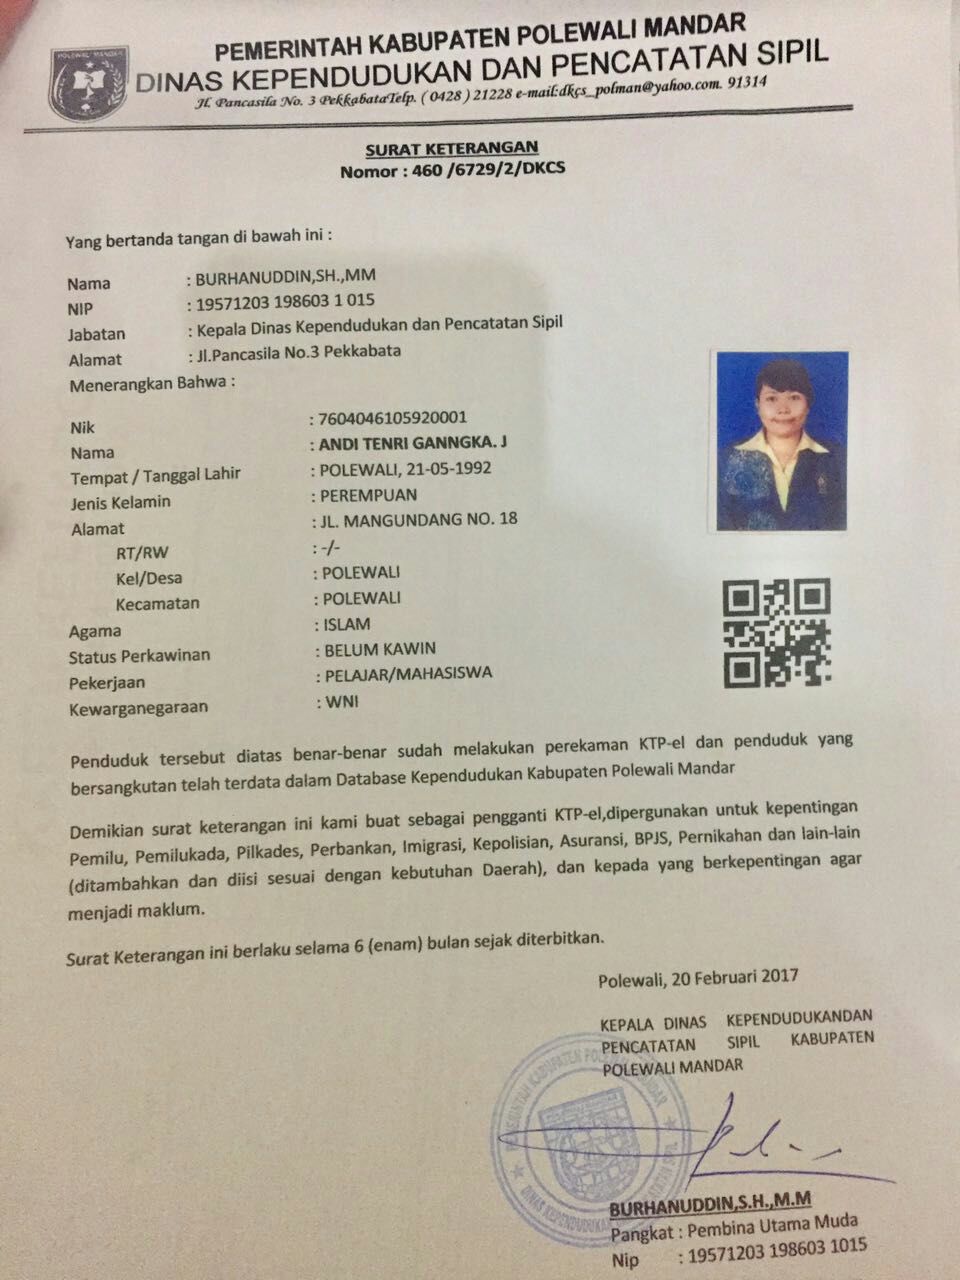 POLEWALI MANDAR
PEMERINTAH KABUPATEN POLEWALI MANDAR
DINAS KEPENDUDUKAN DAN PENCATATAN SIPIL
Jl. Pancasila No. 3 PekkabataTelp. ( 0428 ) 21228 e-mail:dkcs_polman@yahoo.com. 91314
SURAT KETERANGAN
Nomor : 460 /6729/2/DKCS
Yang bertanda tangan di bawah ini :
Nama : BURHANUDDIN,SH.,MM
NIP : 19571203 198603 1 015
Jabatan : Kepala Dinas Kependudukan dan Pencatatan Sipil
Alamat : Jl.Pancasila No.3 Pekkabata
Menerangkan Bahwa :
Nik : 7604046105920001
Nama : ANDI TENRI GANNGKA. J
Tempat / Tanggal Lahir : POLEWALI, 21-05-1992
Jenis Kelamin : PEREMPUAN
Alamat : JL. MANGUNDANG NO. 18
RT/RW : -/-
Kel/Desa : POLEWALI
Kecamatan : POLEWALI
Agama : ISLAM
Status Perkawinan : BELUM KAWIN
Pekerjaan : PELAJAR/MAHASISWA
Kewarganegaraan : WNI
Penduduk tersebut diatas benar-benar sudah melakukan perekaman KTP-el dan penduduk yang
bersangkutan telah terdata dalam Database Kependudukan Kabupaten Polewali Mandar
Demikian surat keterangan ini kami buat sebagai pengganti KTP-el,dipergunakan untuk kepentingan
Pemilu, Pemilukada, Pilkades, Perbankan, Imigrasi, Kepolisian, Asuransi, BPJS, Pernikahan dan lain-lain
(ditambahkan dan diisi sesuai dengan kebutuhan Daerah), dan kepada yang berkepentingan agar
menjadi maklum.
Surat Keterangan ini berlaku selama 6 (enam) bulan sejak diterbitkan.
Polewali, 20 Februari 2017
KEPALA DINAS KEPENDUDUKANDAN
PENCATATAN SIPIL KABUPATEN
POLEWALI MANDAR
BURHANUDDIN,S.H.,M.M
Pangkat : Pembina Utama Muda
Nip : 19571203 198603 1015